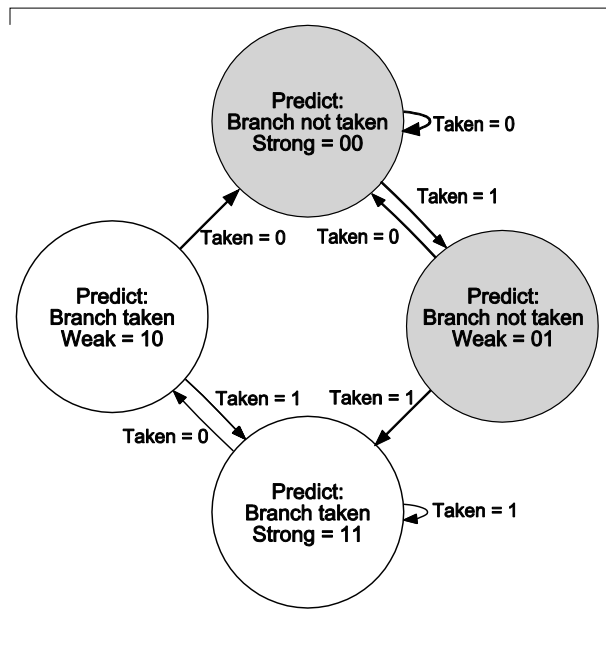 Predict:
Branch not taken
Strong = 00
Taken = 0
Taken = 1
Taken = 0
Taken = 0
Predict:
Branch taken
Weak = 10
Predict:
Branch not taken
Weak = 01
Taken = 1
Taken = 1
Taken = 0
Predict:
Branch taken
Strong = 11
Taken = 1